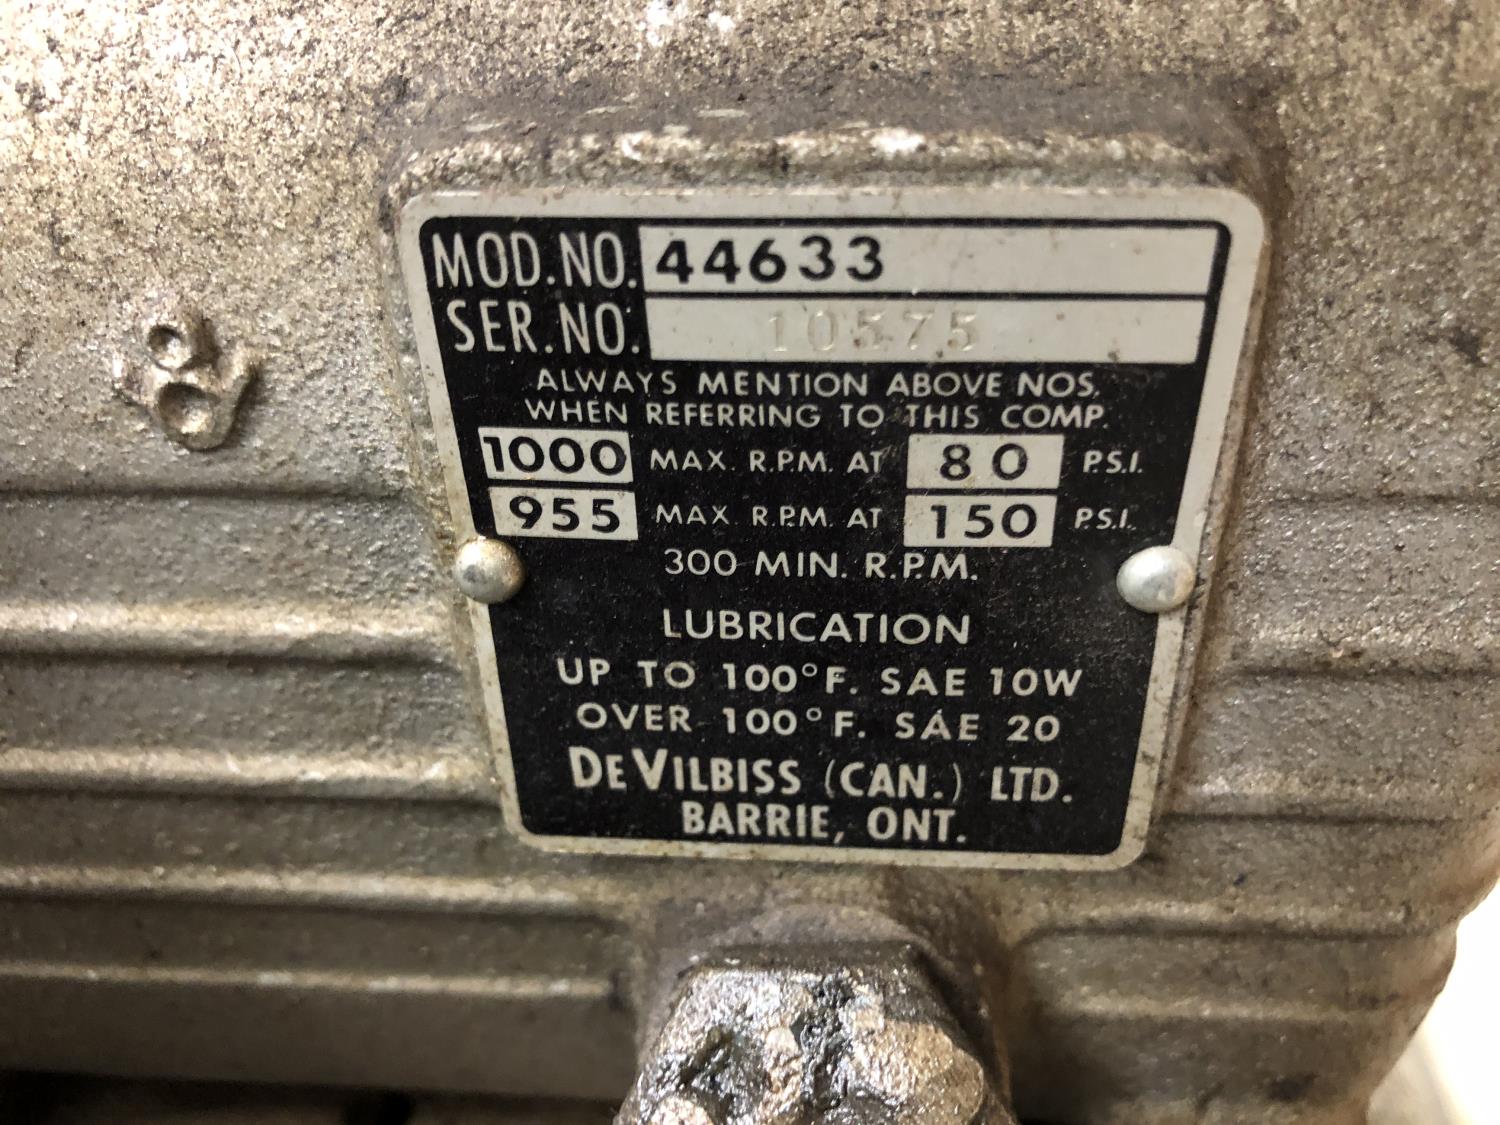 MOD. NO. 44633
SER. NO. 10575
ALWAYS MENTION ABOVE NOS.
WHEN REFERRING TO THIS COMP.
1000 MAX. R.P.M. AT 80 P.S.I.
955 MAX. R.P.M. AT 150 P.S.I.
300 MIN. R.P.M.
LUBRICATION
UP TO 100°F. SAE 10W
OVER 100°F. SAE 20
DEVILBISS (CAN.) LTD.
BARRIE, ONT.
8